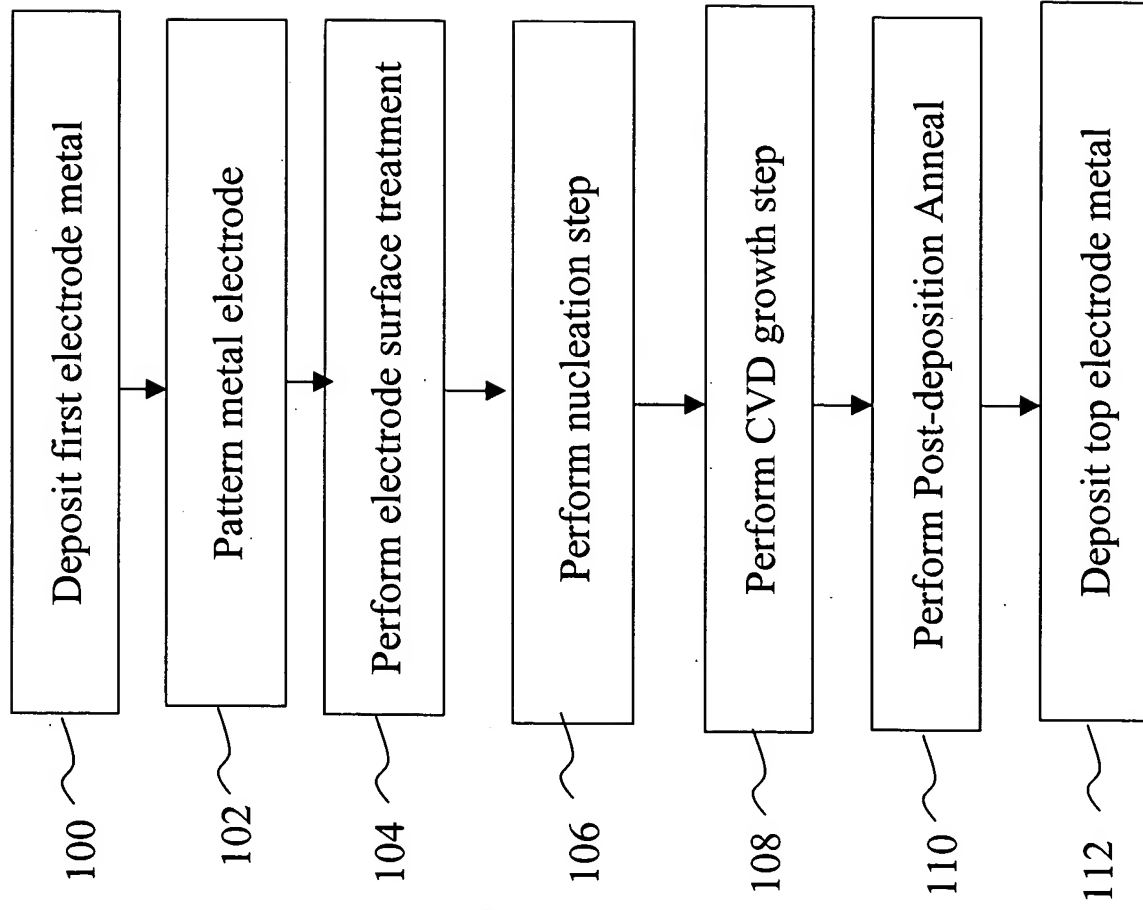 100
Deposit first electrode metal
102
Pattern metal electrode
104
Perform electrode surface treatment
106
Perform nucleation step
108
Perform CVD growth step
110
Perform Post-deposition Anneal
112
Deposit top electrode metal